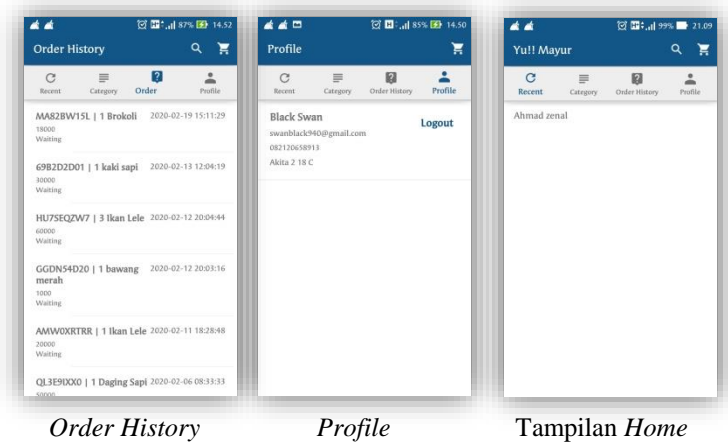 87% 14.52
Order History
Recent Category Order Profile
MA82BW15L | 1 Brokoli 2020-02-19 15:11:29
18000
Waiting
69B2D2D01 | 1 kaki sapi 2020-02-13 12:04:19
30000
Waiting
HU7SEQZW7 | 3 Ikan Lele 2020-02-12 20:04:44
60000
Waiting
GGDN54D20 | 1 bawang 2020-02-12 20:03:16
merah
1000
Waiting
AMW0XRTRR | 1 Ikan Lele 2020-02-11 18:28:48
20000
Waiting
QL3E9IXX0 | 1 Daging Sapi 2020-02-06 08:33:33
50000
Order History
85% 14.50
Profile
Recent Category Order History Profile
Black Swan
Logout
swanblack940@gmail.com
082120658913
Akita 2 18 C
Profile
99% 21.09
Yu!! Mayur
Recent Category Order History Profile
Ahmad zenal
Tampilan Home